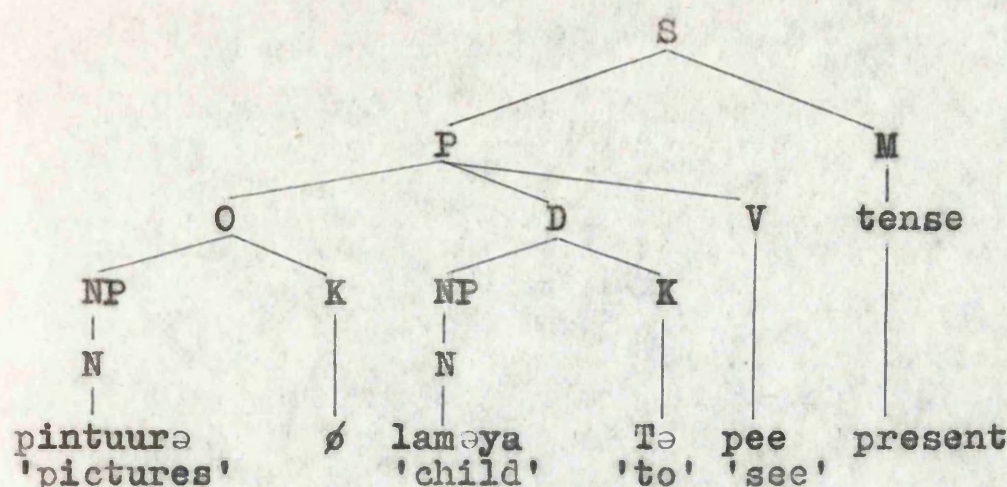 S
P M
O D V tense
NP K NP K
N N
pintuurə ø laməya Tə pee present
'pictures' 'child' 'to' 'see'